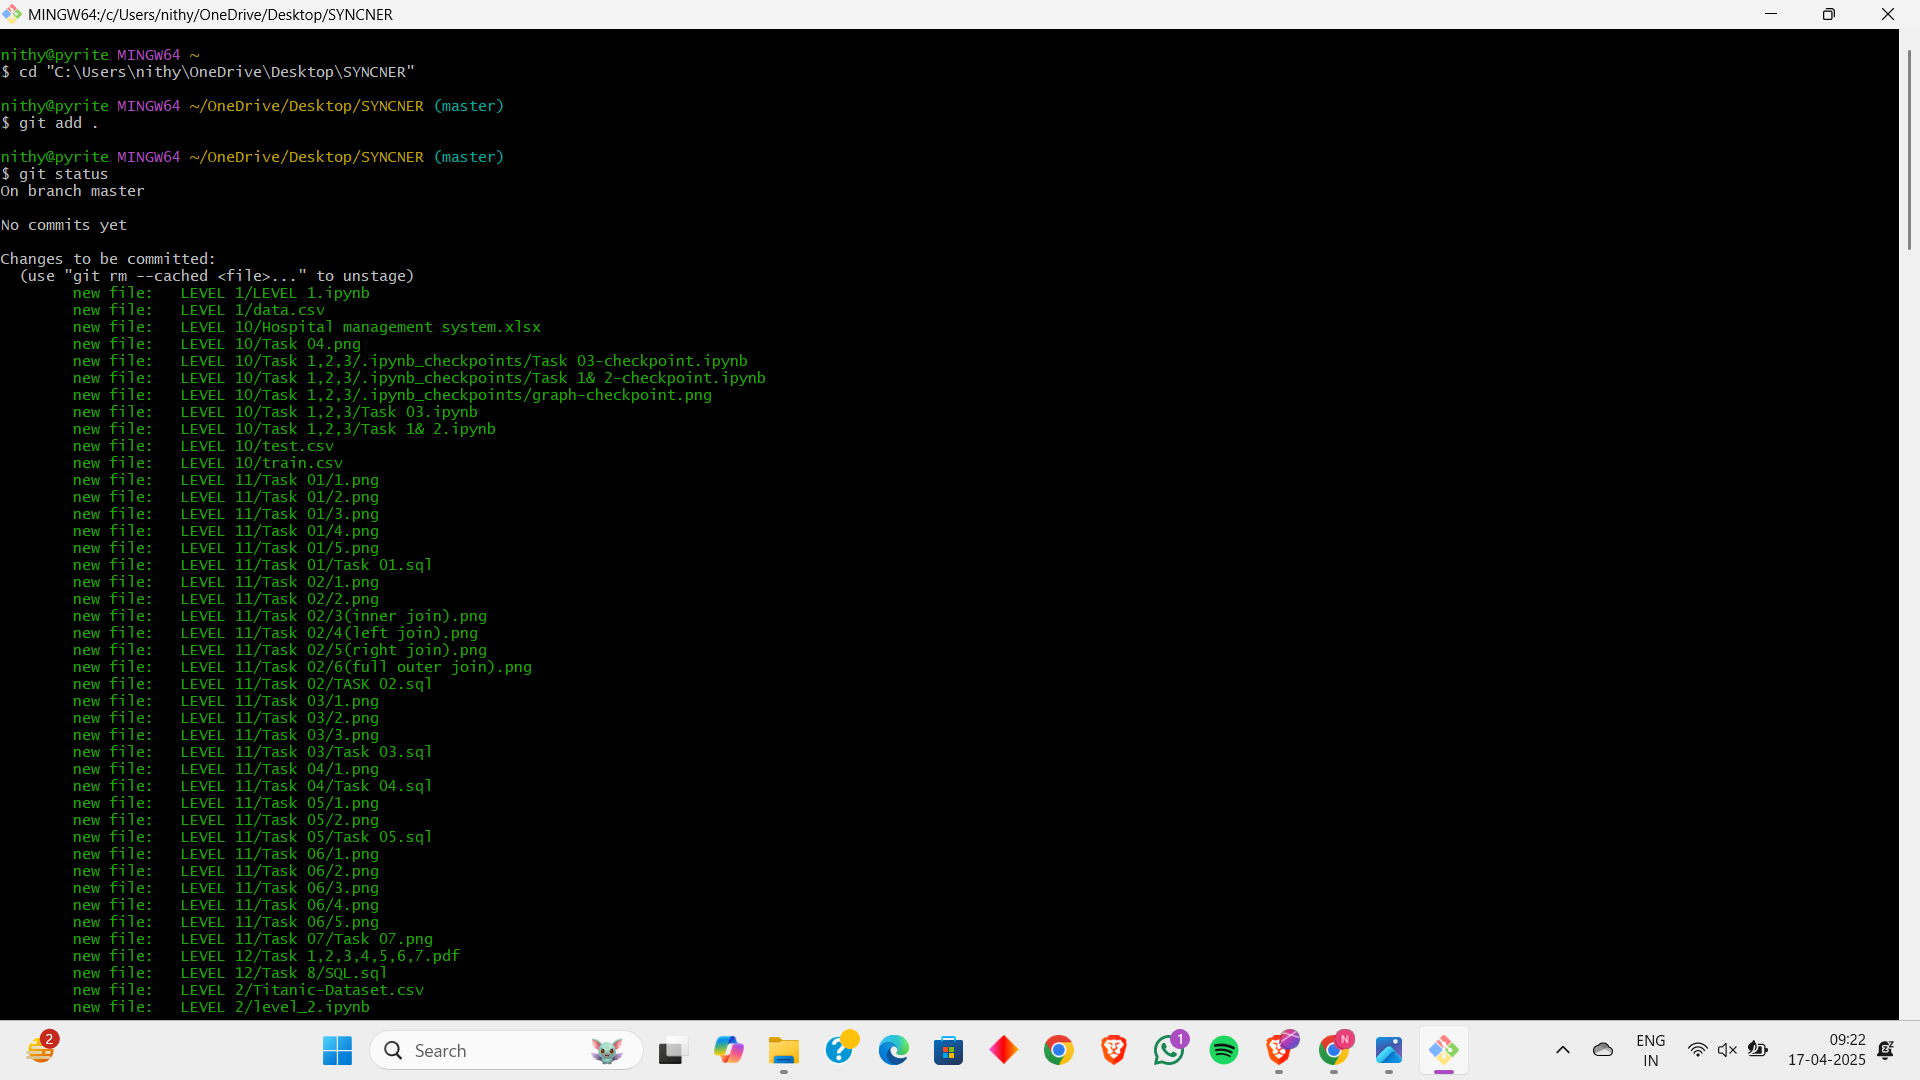 MINGW64:/c/Users/nithy/OneDrive/Desktop/SYNCNER
nithy@pyrite MINGW64 ~
$ cd "C:\Users\nithy\OneDrive\Desktop\SYNCNER"
nithy@pyrite MINGW64 ~/OneDrive/Desktop/SYNCNER (master)
$ git add .
nithy@pyrite MINGW64 ~/OneDrive/Desktop/SYNCNER (master)
$ git status
On branch master
No commits yet
Changes to be committed:
(use "git rm --cached <file>..." to unstage)
new file: LEVEL 1/LEVEL 1.ipynb
new file: LEVEL 1/data.csv
new file: LEVEL 10/Hospital management system.xlsx
new file: LEVEL 10/Task 04.png
new file: LEVEL 10/Task 1,2,3/.ipynb_checkpoints/Task 03-checkpoint.ipynb
new file: LEVEL 10/Task 1,2,3/.ipynb_checkpoints/Task 1& 2-checkpoint.ipynb
new file: LEVEL 10/Task 1,2,3/.ipynb_checkpoints/graph-checkpoint.png
new file: LEVEL 10/Task 1,2,3/Task 03.ipynb
new file: LEVEL 10/Task 1,2,3/Task 1& 2.ipynb
new file: LEVEL 10/test.csv
new file: LEVEL 10/train.csv
new file: LEVEL 11/Task 01/1.png
new file: LEVEL 11/Task 01/2.png
new file: LEVEL 11/Task 01/3.png
new file: LEVEL 11/Task 01/4.png
new file: LEVEL 11/Task 01/5.png
new file: LEVEL 11/Task 01/Task 01.sql
new file: LEVEL 11/Task 02/1.png
new file: LEVEL 11/Task 02/2.png
new file: LEVEL 11/Task 02/3(inner join).png
new file: LEVEL 11/Task 02/4(left join).png
new file: LEVEL 11/Task 02/5(right join).png
new file: LEVEL 11/Task 02/6(full outer join).png
new file: LEVEL 11/Task 02/TASK 02.sql
new file: LEVEL 11/Task 03/1.png
new file: LEVEL 11/Task 03/2.png
new file: LEVEL 11/Task 03/3.png
new file: LEVEL 11/Task 03/Task 03.sql
new file: LEVEL 11/Task 04/1.png
new file: LEVEL 11/Task 04/Task 04.sql
new file: LEVEL 11/Task 05/1.png
new file: LEVEL 11/Task 05/2.png
new file: LEVEL 11/Task 05/Task 05.sql
new file: LEVEL 11/Task 06/1.png
new file: LEVEL 11/Task 06/2.png
new file: LEVEL 11/Task 06/3.png
new file: LEVEL 11/Task 06/4.png
new file: LEVEL 11/Task 06/5.png
new file: LEVEL 11/Task 07/Task 07.png
new file: LEVEL 12/Task 1,2,3,4,5,6,7.pdf
new file: LEVEL 12/Task 8/SQL.sql
new file: LEVEL 2/Titanic-Dataset.csv
new file: LEVEL 2/level_2.ipynb
2
Search
1
N
ENG
IN
09:22
17-04-2025